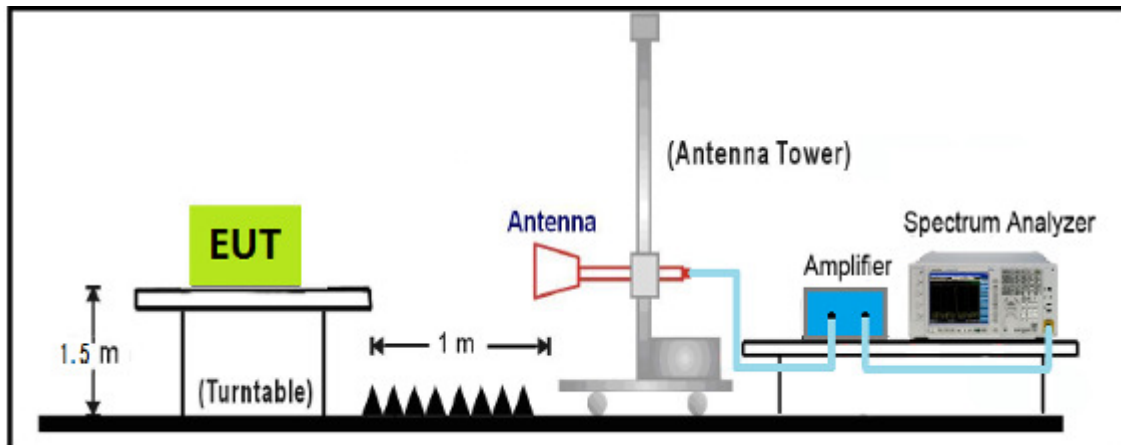 (Antenna Tower)
EUT
Antenna
Spectrum Analyzer
Amplifier
1.5 m
1 m
(Turntable)